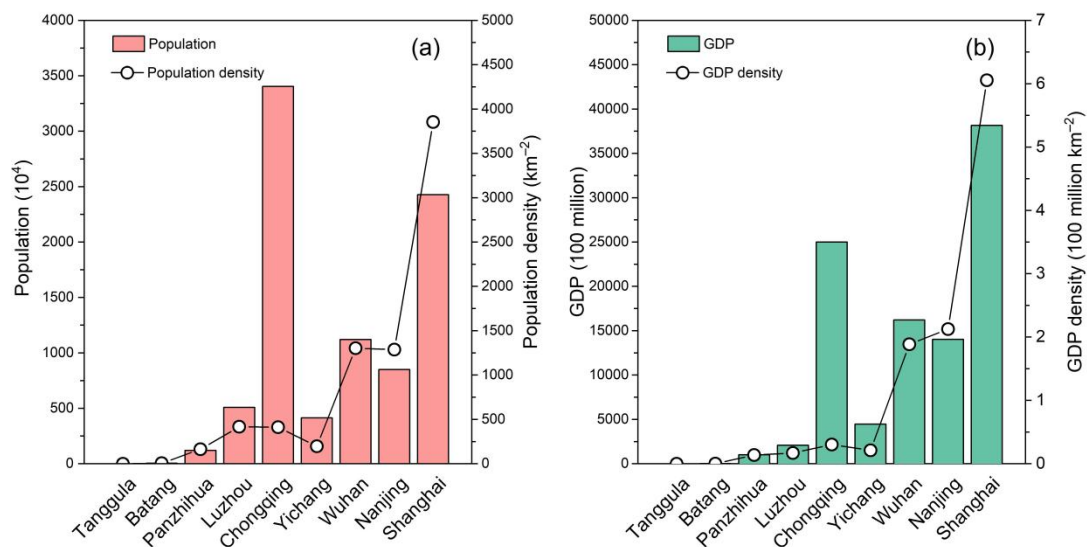 (a)
Population
Population density
4000
3500
3000
2500
2000
1500
1000
500
0
Population (10⁴)
5000
4500
4000
3500
3000
2500
2000
1500
1000
500
0
Population density (km⁻²)
Tanggula
Batang
Panzhihua
Luzhou
Chongqing
Yichang
Wuhan
Nanjing
Shanghai
(b)
GDP
GDP density
50000
45000
40000
35000
30000
25000
20000
15000
10000
5000
0
GDP (100 million)
7
6
5
4
3
2
1
0
GDP density (100 million km⁻²)
Tanggula
Batang
Panzhihua
Luzhou
Chongqing
Yichang
Wuhan
Nanjing
Shanghai